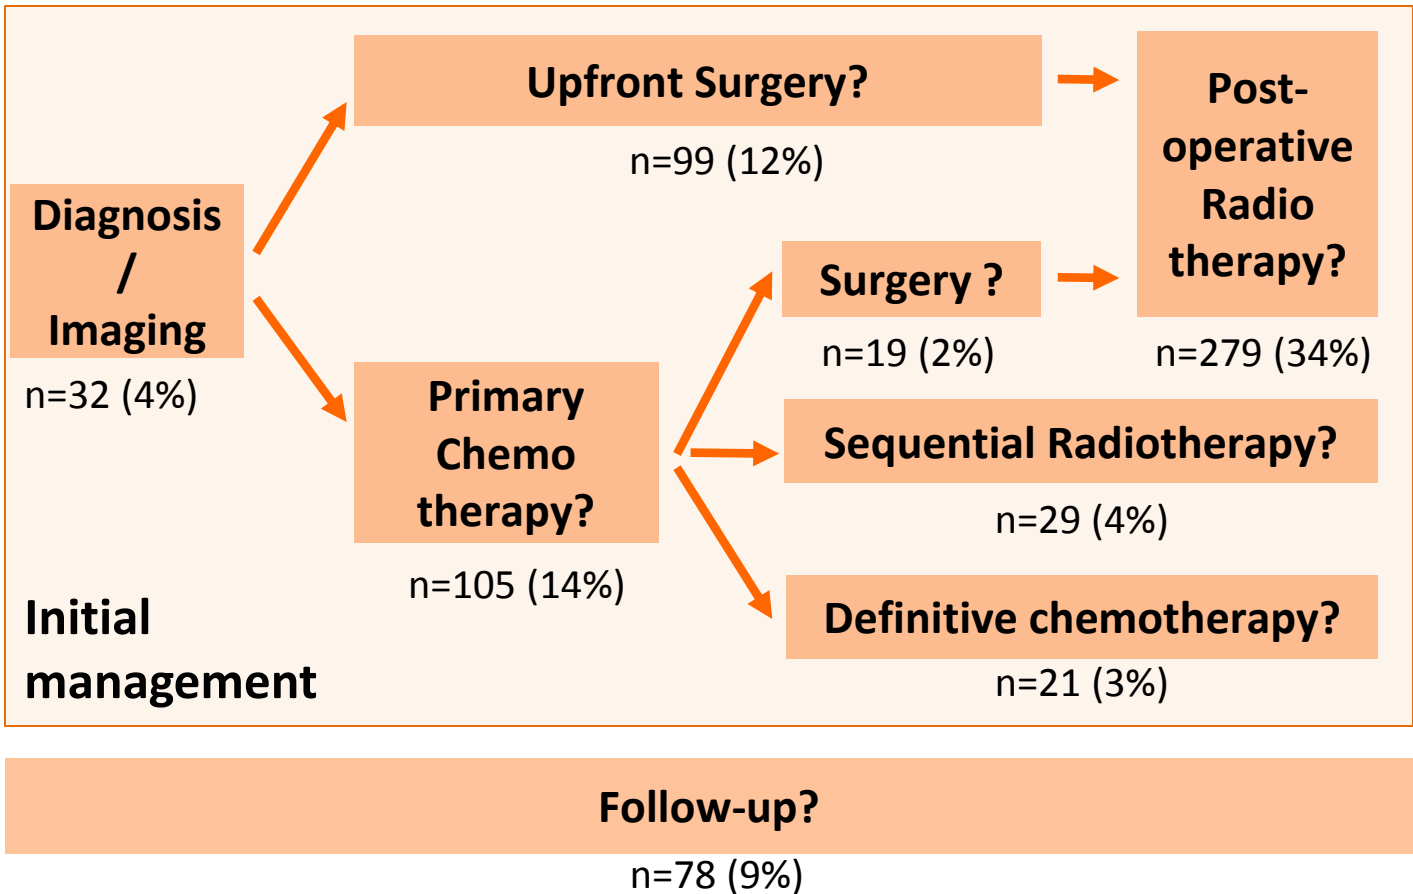 Upfront Surgery?
n=99 (12%)
Post-
operative
Radio
therapy?
n=279 (34%)
Diagnosis
/
Imaging
n=32 (4%)
Surgery ?
n=19 (2%)
Primary
Chemo
therapy?
n=105 (14%)
Sequential Radiotherapy?
n=29 (4%)
Definitive chemotherapy?
n=21 (3%)
Initial
management
Follow-up?
n=78 (9%)